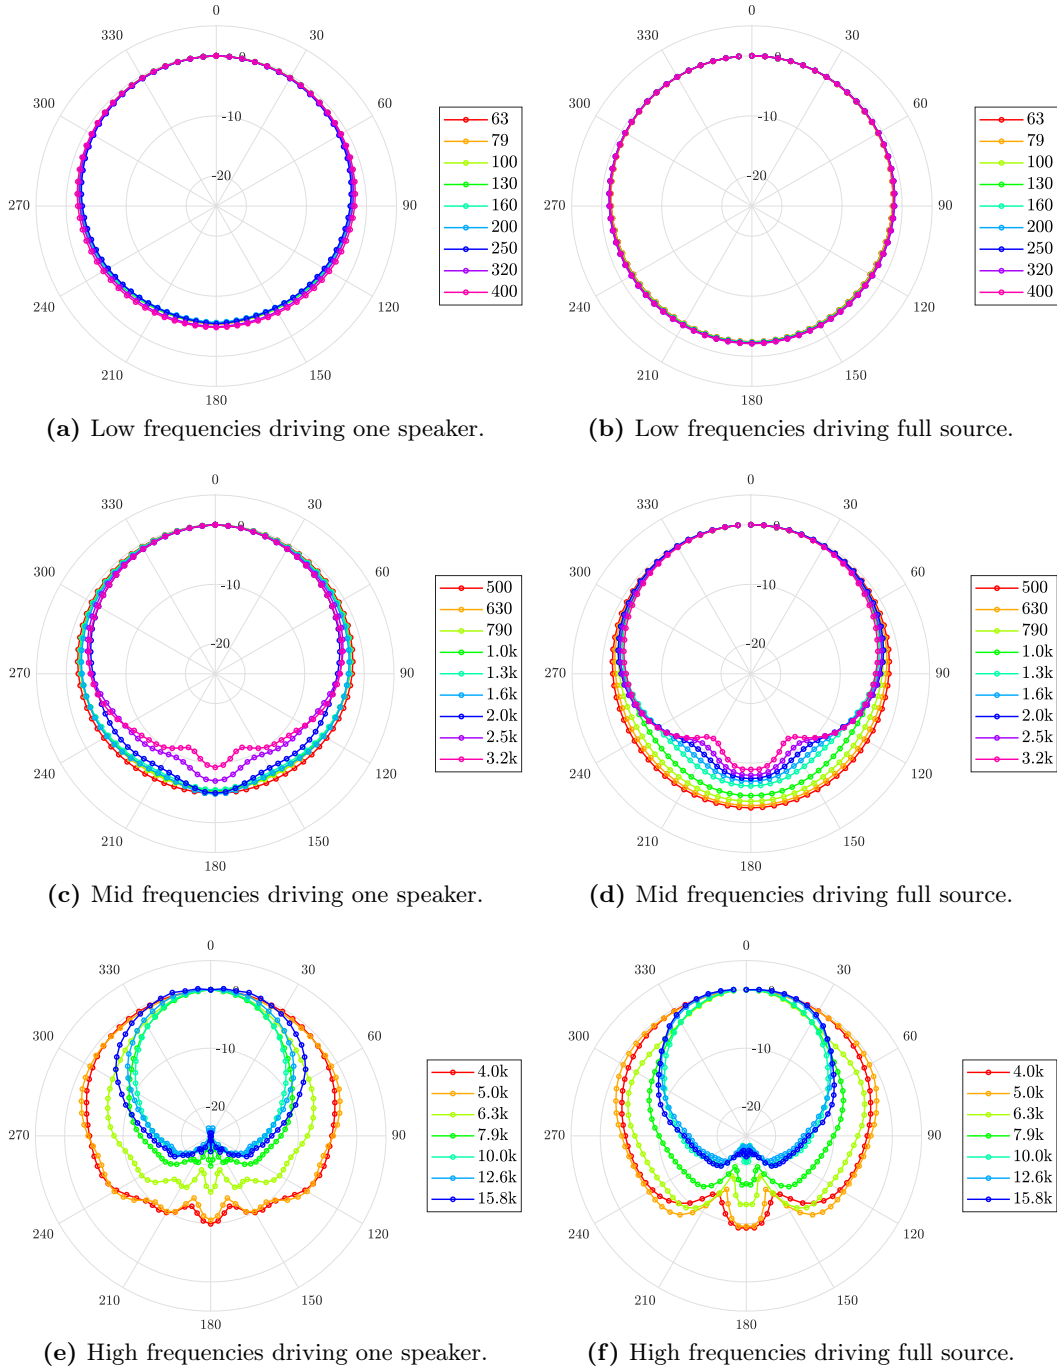 0
330 30
300 60
270 90
240 120
210 150
180
0
-10
-20
63
79
100
130
160
200
250
320
400
(a) Low frequencies driving one speaker.
0
330 30
300 60
270 90
240 120
210 150
180
0
-10
-20
63
79
100
130
160
200
250
320
400
(b) Low frequencies driving full source.
0
330 30
300 60
270 90
240 120
210 150
180
0
-10
-20
500
630
790
1.0k
1.3k
1.6k
2.0k
2.5k
3.2k
(c) Mid frequencies driving one speaker.
0
330 30
300 60
270 90
240 120
210 150
180
0
-10
-20
500
630
790
1.0k
1.3k
1.6k
2.0k
2.5k
3.2k
(d) Mid frequencies driving full source.
0
330 30
300 60
270 90
240 120
210 150
180
0
-10
-20
4.0k
5.0k
6.3k
7.9k
10.0k
12.6k
15.8k
(e) High frequencies driving one speaker.
0
330 30
300 60
270 90
240 120
210 150
180
0
-10
-20
4.0k
5.0k
6.3k
7.9k
10.0k
12.6k
15.8k
(f) High frequencies driving full source.